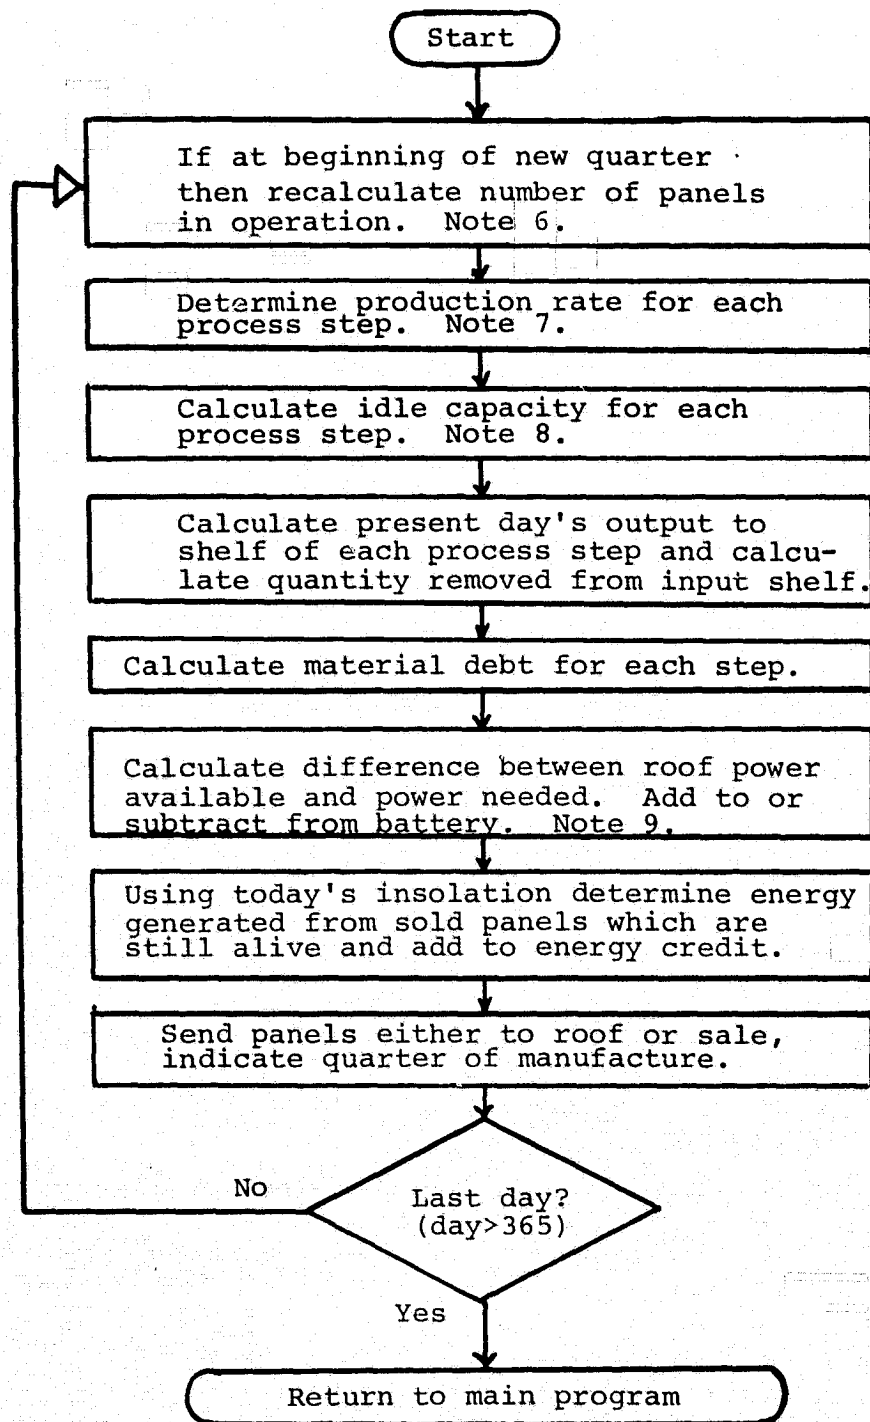 Start
If at beginning of new quarter
then recalculate number of panels
in operation. Note 6.
Determine production rate for each
process step. Note 7.
Calculate idle capacity for each
process step. Note 8.
Calculate present day's output to
shelf of each process step and calcu-
late quantity removed from input shelf.
Calculate material debt for each step.
Calculate difference between roof power
available and power needed. Add to or
subtract from battery. Note 9.
Using today's insolation determine energy
generated from sold panels which are
still alive and add to energy credit.
Send panels either to roof or sale,
indicate quarter of manufacture.
No
Last day?
(day>365)
Yes
Return to main program